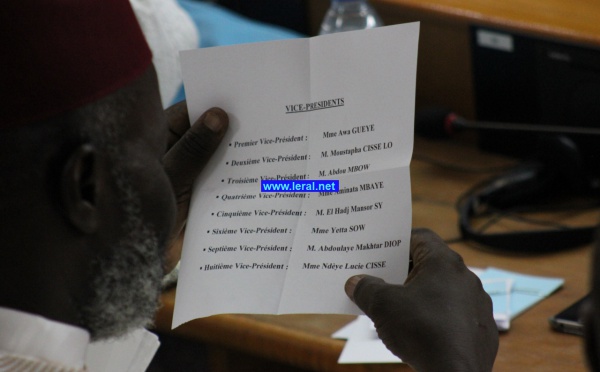 VICE-PRESIDENTS
• Premier Vice-Président : Mme Awa GUEYE
• Deuxième Vice-Président : M. Moustapha CISSE LO
• Troisième Vice-Président : M. Abdou MBOW
www.leral.net
• Quatrième Vice-Président : Mme Aminata MBAYE
• Cinquième Vice-Président : M. El Hadj Mansor SY
• Sixième Vice-Président : Mme Yetta SOW
• Septième Vice-Président : M. Abdoulaye Makhtar DIOP
• Huitième Vice-Président : Mme Ndèye Lucie CISSE